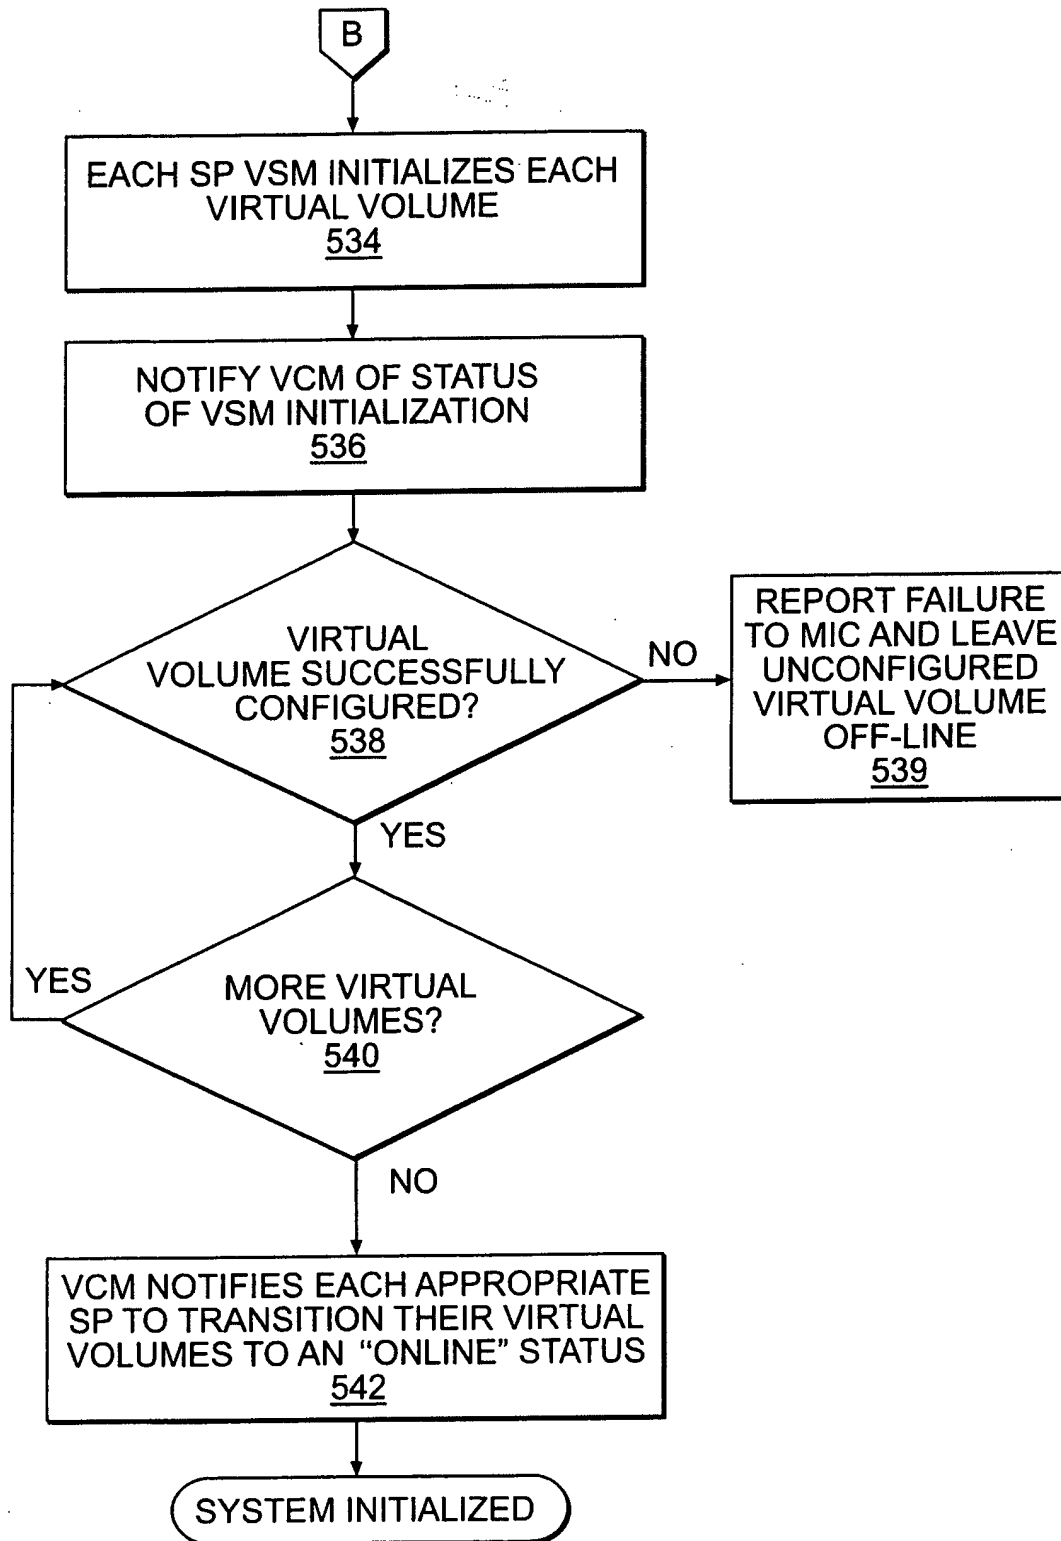 B
EACH SP VSM INITIALIZES EACH
VIRTUAL VOLUME
534
NOTIFY VCM OF STATUS
OF VSM INITIALIZATION
536
VIRTUAL
VOLUME SUCCESSFULLY
CONFIGURED?
538
NO
REPORT FAILURE
TO MIC AND LEAVE
UNCONFIGURED
VIRTUAL VOLUME
OFF-LINE
539
YES
YES
MORE VIRTUAL
VOLUMES?
540
NO
VCM NOTIFIES EACH APPROPRIATE
SP TO TRANSITION THEIR VIRTUAL
VOLUMES TO AN “ONLINE” STATUS
542
SYSTEM INITIALIZED